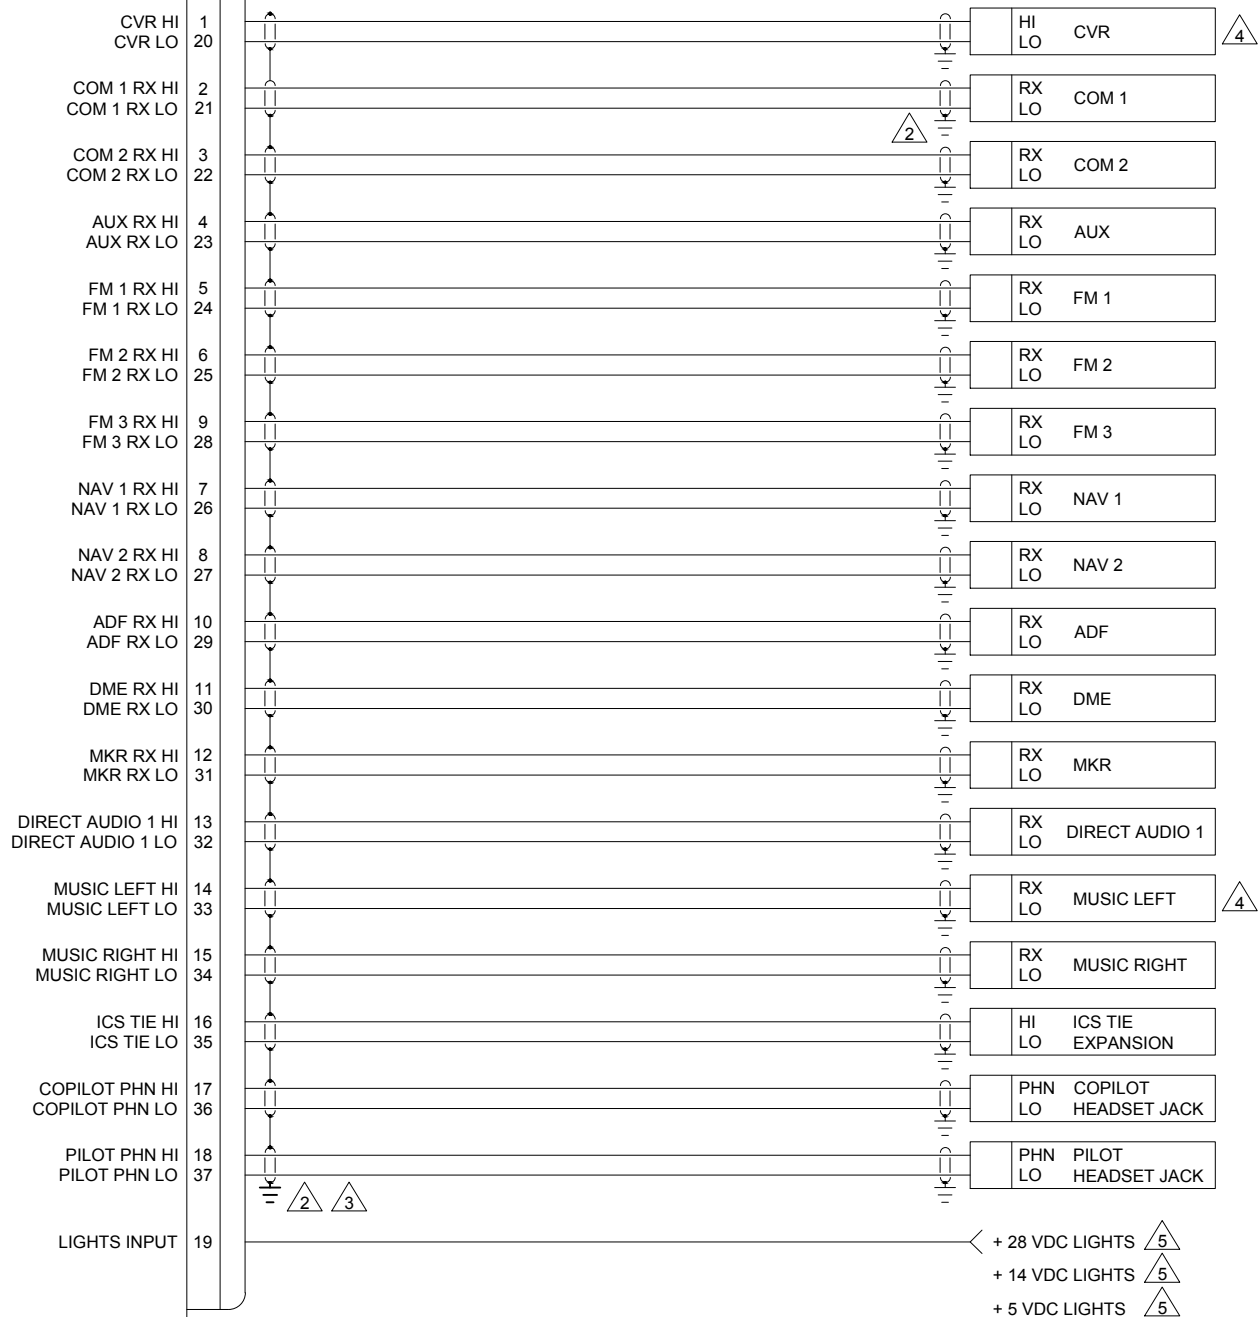 CVR HI 1 HI CVR 4
CVR LO 20 LO
COM 1 RX HI 2 RX COM 1
COM 1 RX LO 21 LO
2
COM 2 RX HI 3 RX COM 2
COM 2 RX LO 22 LO
AUX RX HI 4 RX AUX
AUX RX LO 23 LO
FM 1 RX HI 5 RX FM 1
FM 1 RX LO 24 LO
FM 2 RX HI 6 RX FM 2
FM 2 RX LO 25 LO
FM 3 RX HI 9 RX FM 3
FM 3 RX LO 28 LO
NAV 1 RX HI 7 RX NAV 1
NAV 1 RX LO 26 LO
NAV 2 RX HI 8 RX NAV 2
NAV 2 RX LO 27 LO
ADF RX HI 10 RX ADF
ADF RX LO 29 LO
DME RX HI 11 RX DME
DME RX LO 30 LO
MKR RX HI 12 RX MKR
MKR RX LO 31 LO
DIRECT AUDIO 1 HI 13 RX DIRECT AUDIO 1
DIRECT AUDIO 1 LO 32 LO
MUSIC LEFT HI 14 RX MUSIC LEFT 4
MUSIC LEFT LO 33 LO
MUSIC RIGHT HI 15 RX MUSIC RIGHT
MUSIC RIGHT LO 34 LO
ICS TIE HI 16 HI ICS TIE
ICS TIE LO 35 LO EXPANSION
COPILOT PHN HI 17 PHN COPILOT
COPILOT PHN LO 36 LO HEADSET JACK
PILOT PHN HI 18 PHN PILOT
PILOT PHN LO 37 LO HEADSET JACK
2 3
LIGHTS INPUT 19 + 28 VDC LIGHTS 5
+ 14 VDC LIGHTS 5
+ 5 VDC LIGHTS 5